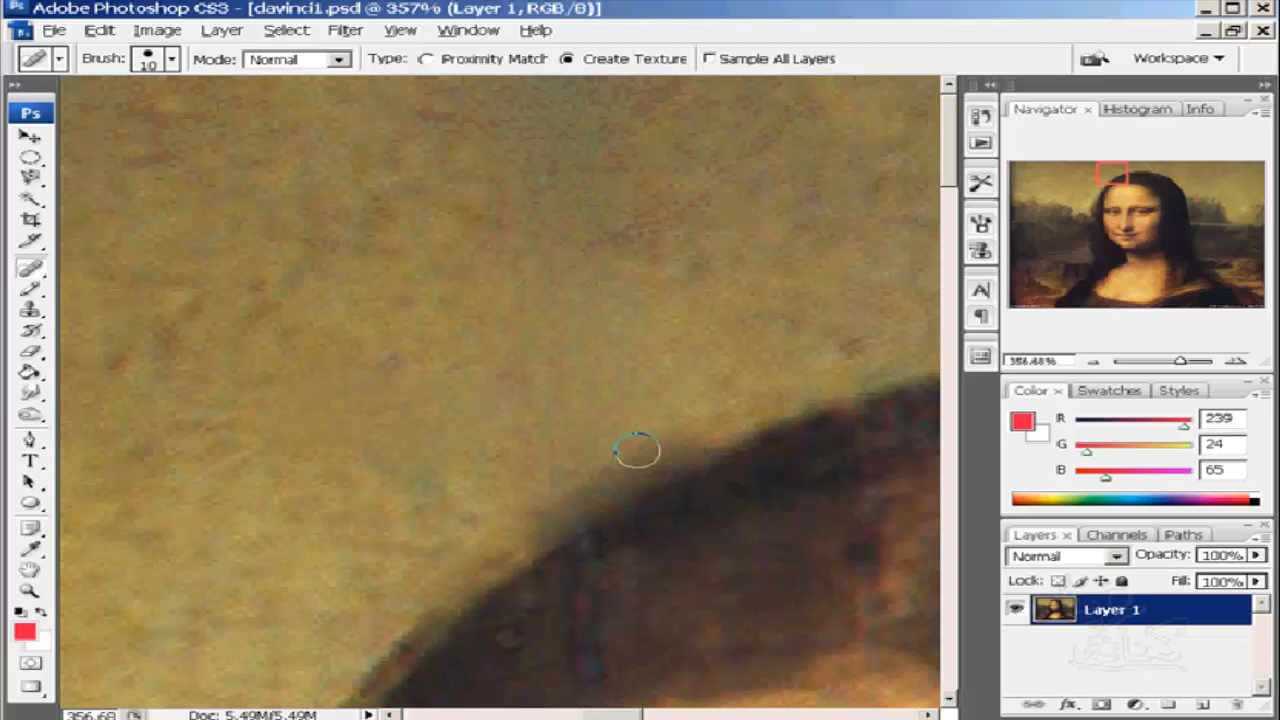 Adobe Photoshop CS3 - [davinci1.psd @ 357% (Layer 1,RGB/8)]
File Edit Image Layer Select Filter View Window Help
Brush: 10 Mode: Normal Type: Proximity Match Create Texture Sample All Layers Workspace
Ps
Navigator × Histogram Info
356.68%
Color × Swatches Styles
R 239
G 24
B 65
Layers × Channels Paths
Normal Opacity: 100%
Lock: Fill: 100%
Layer 1
T
A
356.68 Doc: 5.49M/5.49M